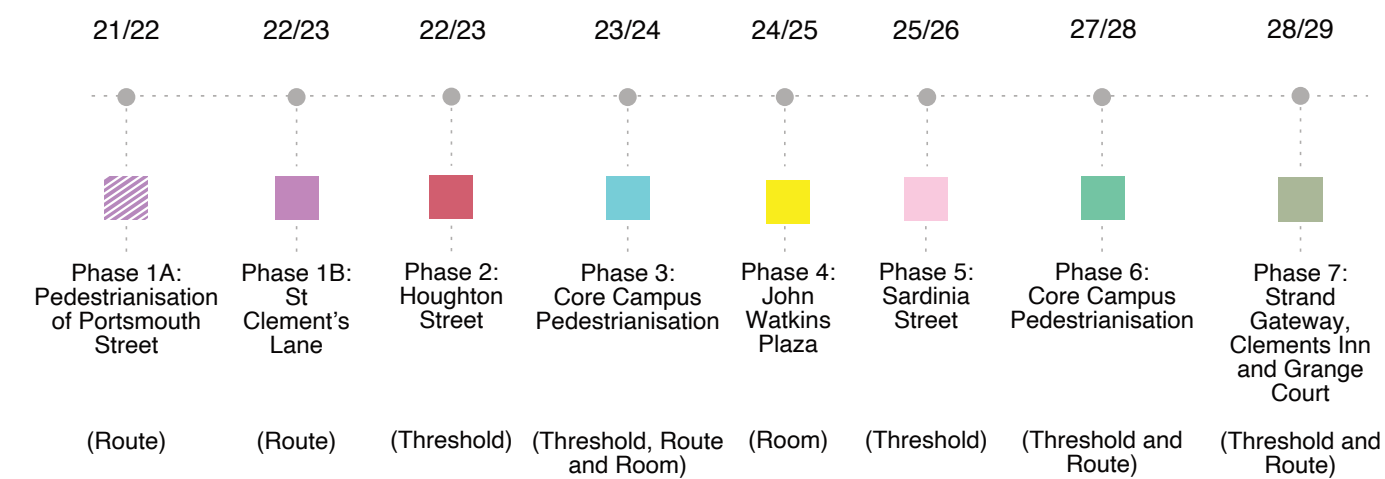 21/22
22/23
22/23
23/24
24/25
25/26
27/28
28/29
Phase 1A:
Pedestrianisation
of Portsmouth
Street
(Route)
Phase 1B:
St
Clement's
Lane
(Route)
Phase 2:
Houghton
Street
(Threshold)
Phase 3:
Core Campus
Pedestrianisation
(Threshold, Route
and Room)
Phase 4:
John
Watkins
Plaza
(Room)
Phase 5:
Sardinia
Street
(Threshold)
Phase 6:
Core Campus
Pedestrianisation
(Threshold and
Route)
Phase 7:
Strand
Gateway,
Clements Inn
and Grange
Court
(Threshold and
Route)